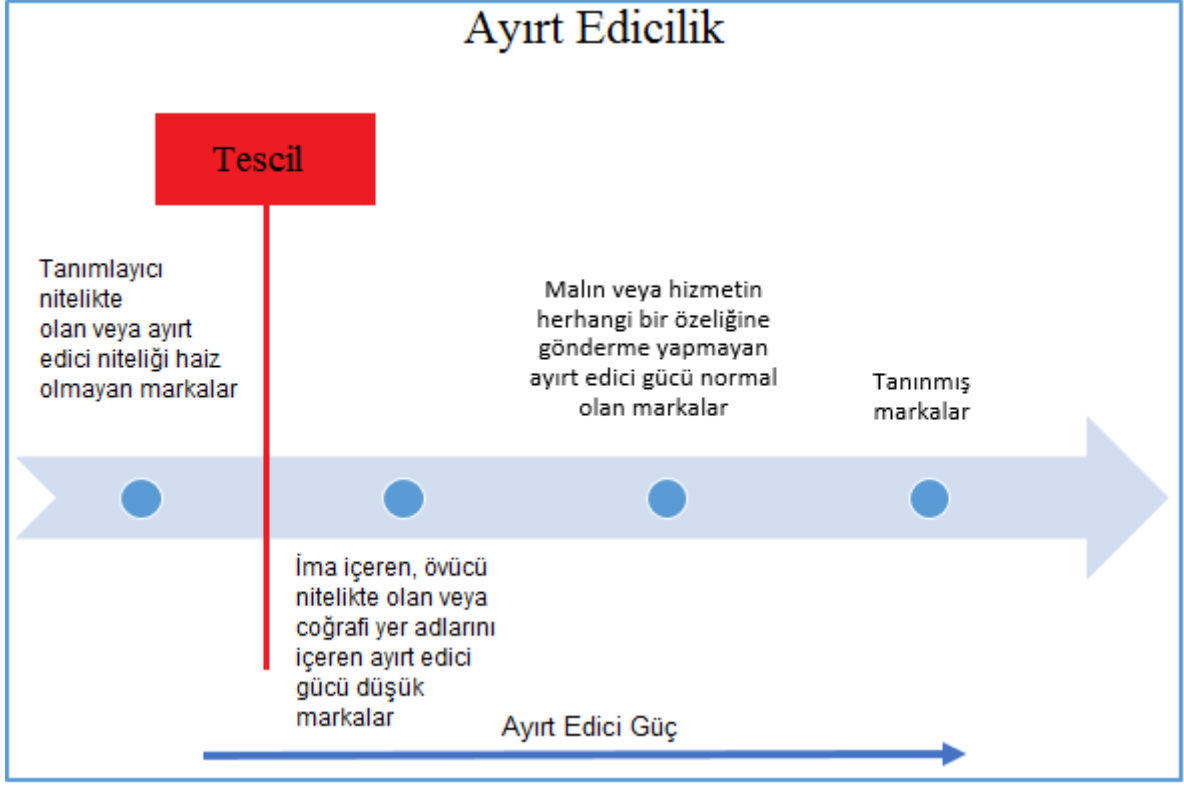 Ayırt Edicilik
Tescil
Tanımlayıcı
nitelikte
olan veya ayırt
edici niteliği haiz
olmayan markalar
Malın veya hizmetin
herhangi bir özeliğine
gönderme yapmayan
ayırt edici gücü normal
olan markalar
Tanınmış
markalar
İma içeren, övücü
nitelikte olan veya
coğrafi yer adlarını
içeren ayırt edici
gücü düşük
markalar
Ayırt Edici Güç